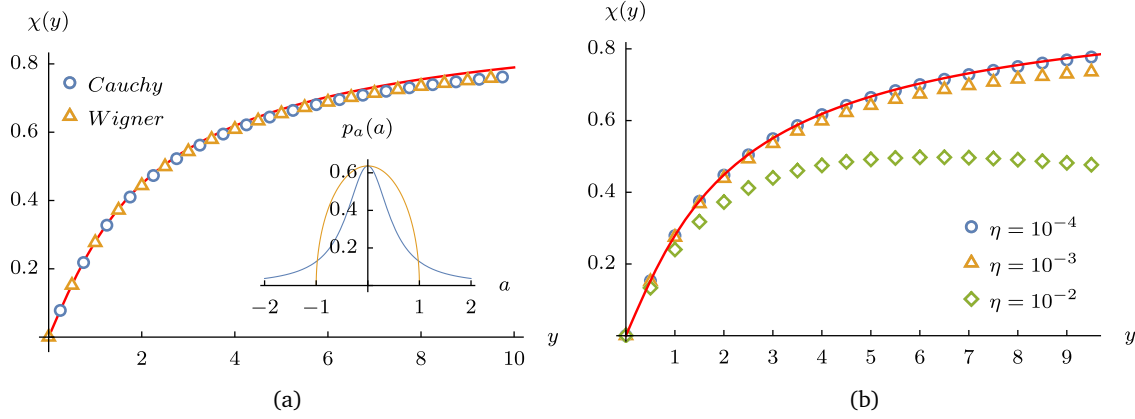 χ(y)
0.8
0.6
0.4
0.2
Cauchy
Wigner
2
4
6
8
10
y
p_a(a)
0.6
0.4
0.2
−2
−1
1
2
a
(a)
χ(y)
0.8
0.6
0.4
0.2
η = 10⁻⁴
η = 10⁻³
η = 10⁻²
1
2
3
4
5
6
7
8
9
y
(b)